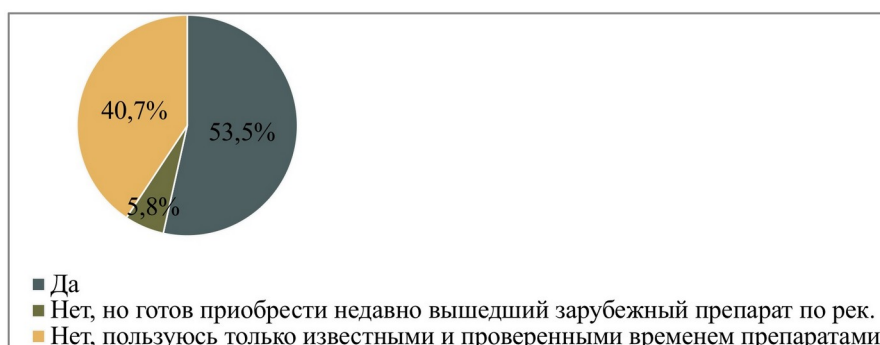 40,7%
53,5%
5,8%
Да
Нет, но готов приобрести недавно вышедший зарубежный препарат по рек.
Нет, пользуюсь только известными и проверенными временем препаратами